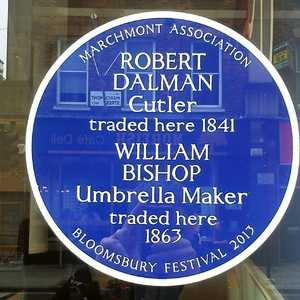 MARCHMONT ASSOCIATION
ROBERT
DALMAN
Cutler
traded here 1841
WILLIAM
BISHOP
Umbrella Maker
traded here
1863
BLOOMSBURY FESTIVAL 2013